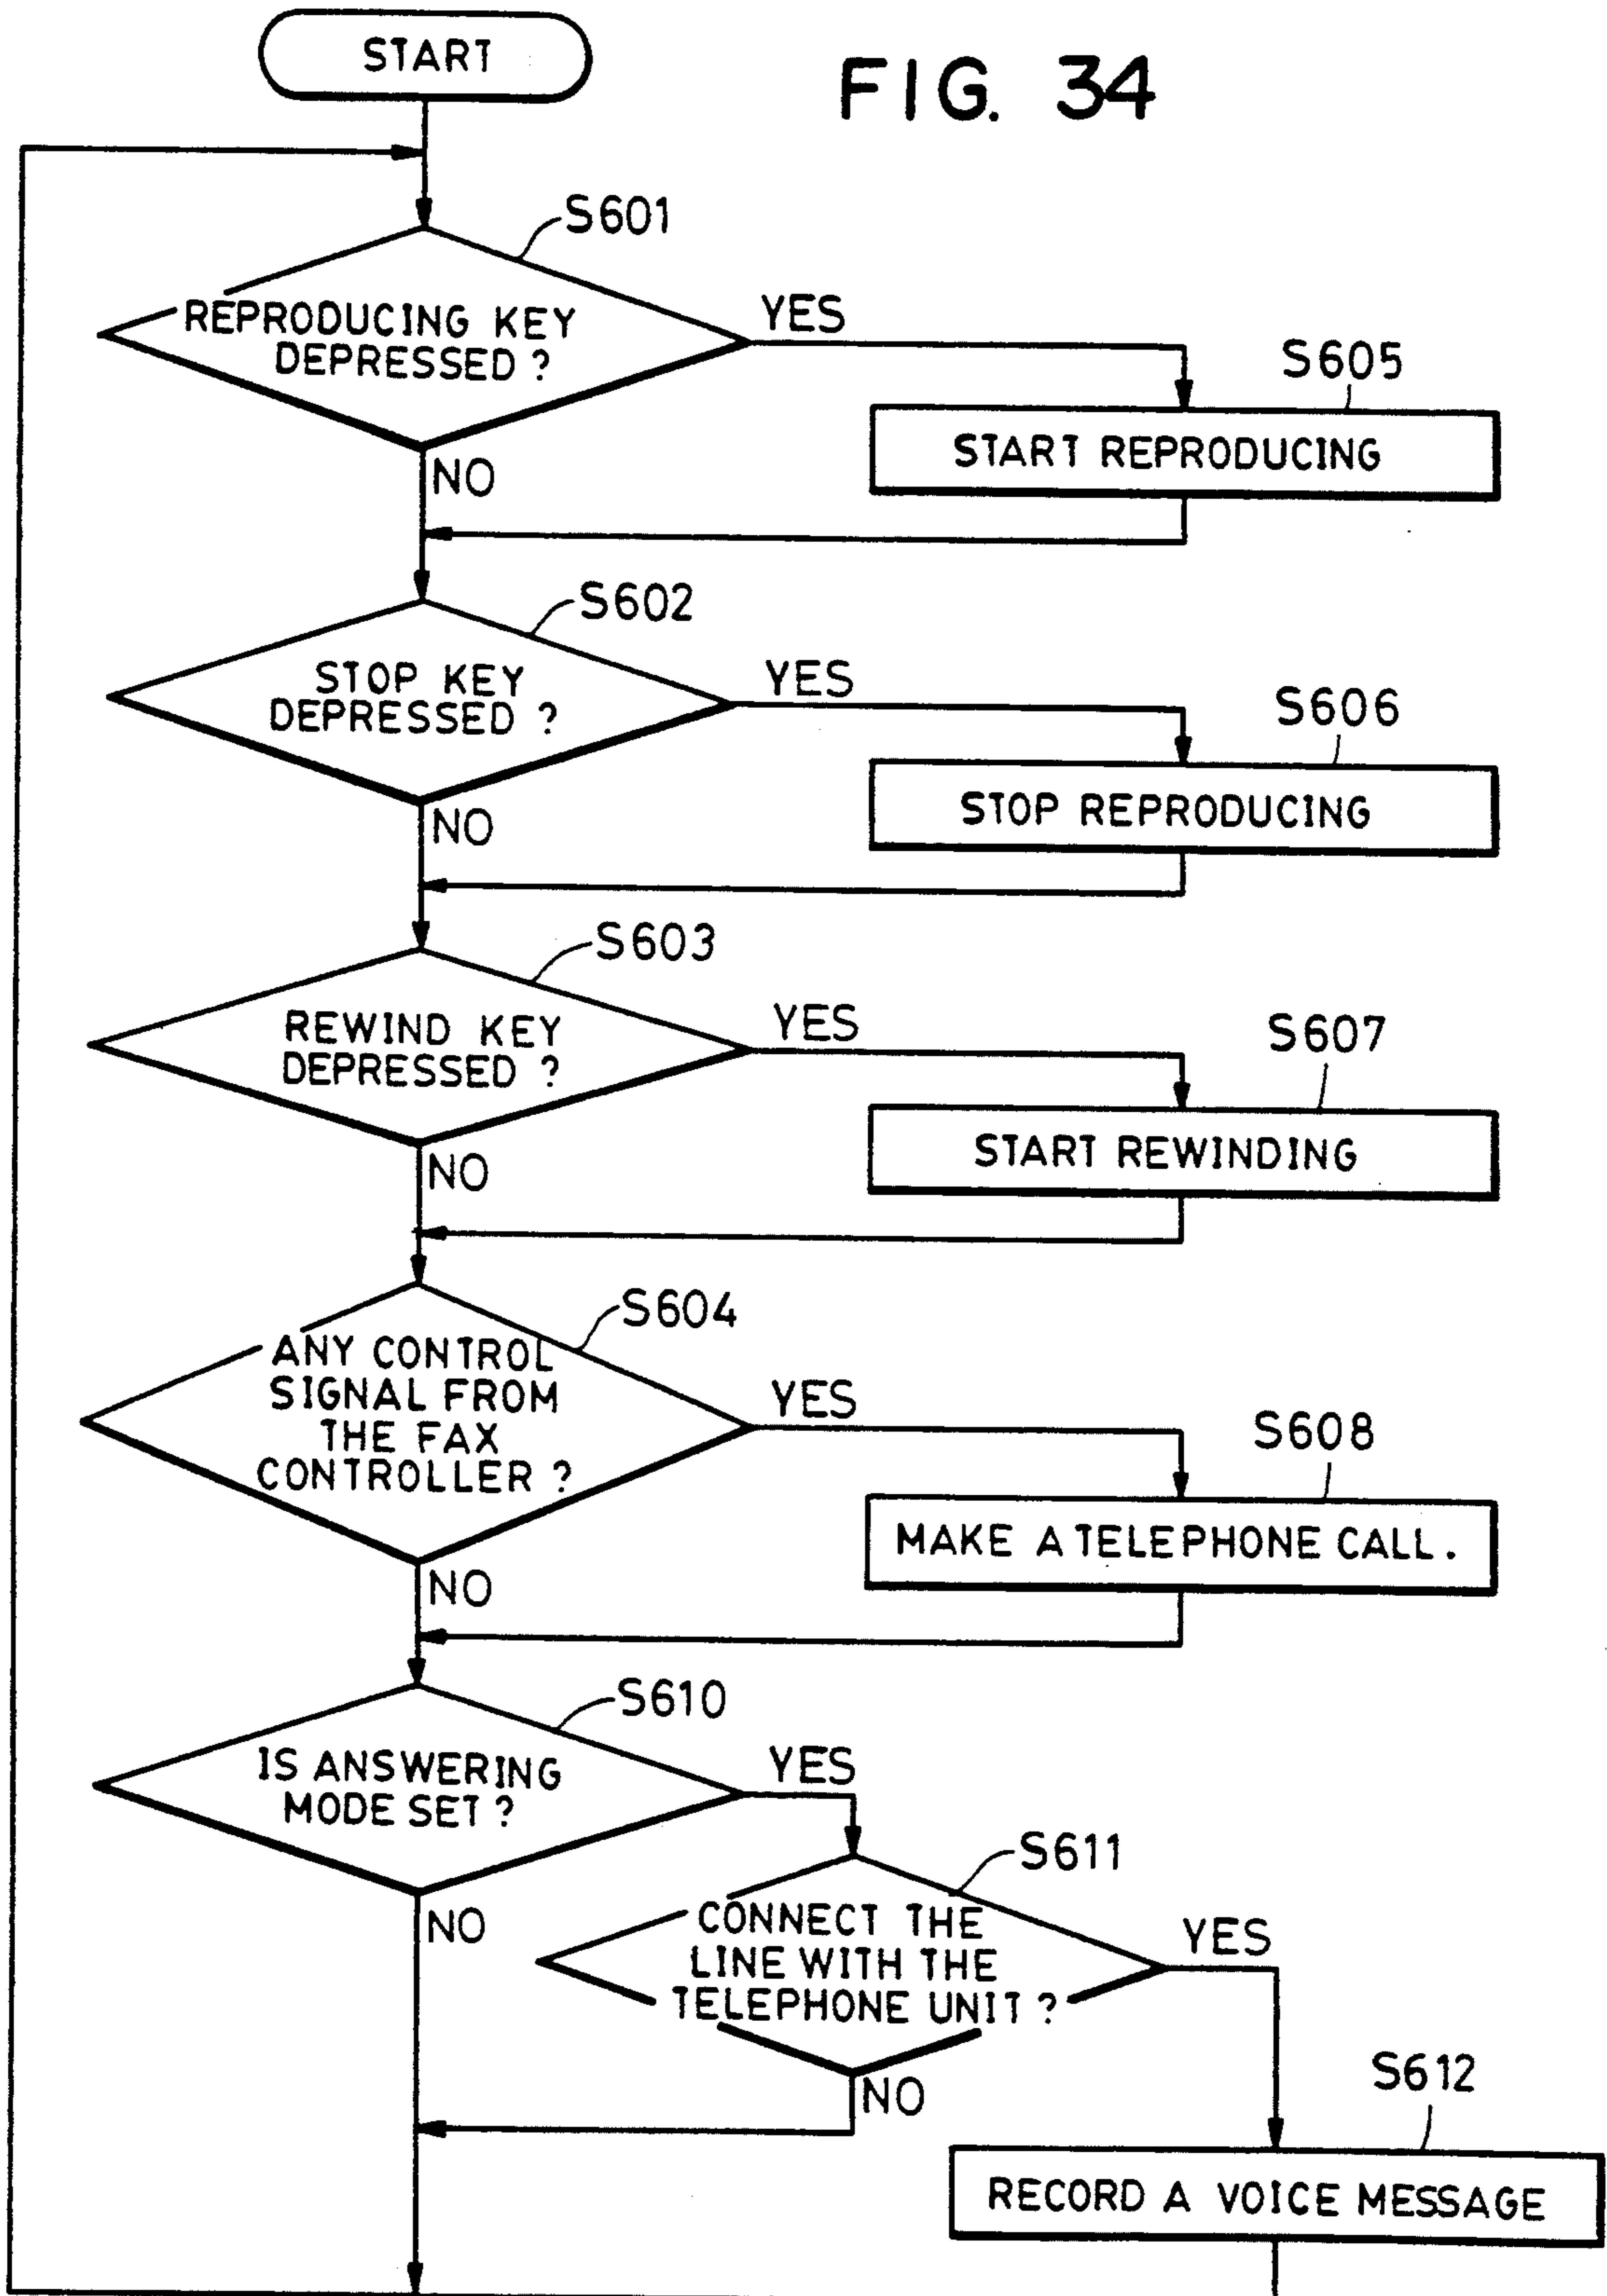 START
FIG. 34
S601
REPRODUCING KEY
DEPRESSED ?
YES
S605
START REPRODUCING
NO
S602
STOP KEY
DEPRESSED ?
YES
S606
STOP REPRODUCING
NO
S603
REWIND KEY
DEPRESSED ?
YES
S607
START REWINDING
NO
S604
ANY CONTROL
SIGNAL FROM
THE FAX
CONTROLLER ?
YES
S608
MAKE A TELEPHONE CALL.
NO
S610
IS ANSWERING
MODE SET ?
YES
S611
CONNECT THE
LINE WITH THE
TELEPHONE UNIT ?
YES
NO
NO
S612
RECORD A VOICE MESSAGE